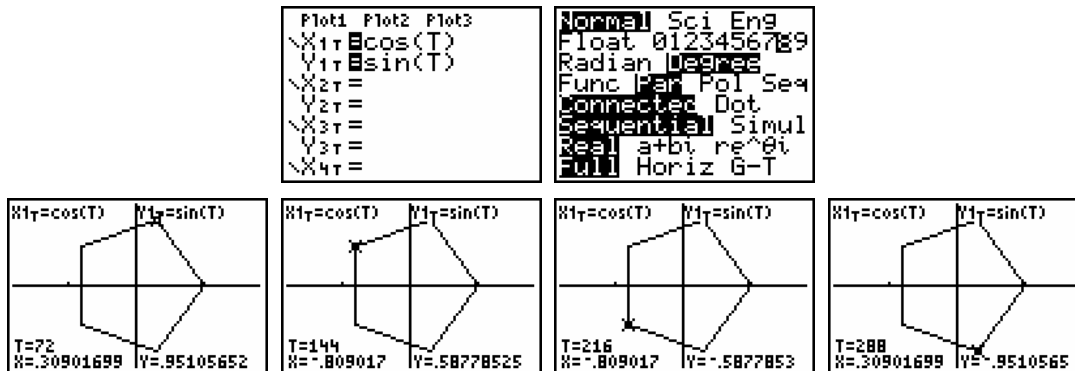 Plot1 Plot2 Plot3
\X1T=cos(T)
Y1T=sin(T)
\X2T=
Y2T=
\X3T=
Y3T=
\X4T=
Normal Sci Eng
Float 0123456789
Radian Degree
Func Par Pol Seq
Connected Dot
Sequential Simul
Real a+bi re^θi
Full Horiz G-T
X1T=cos(T) Y1T=sin(T)
T=72
X=.30901699 Y=.95105652
X1T=cos(T) Y1T=sin(T)
T=144
X=-.809017 Y=.58778525
X1T=cos(T) Y1T=sin(T)
T=216
X=-.809017 Y=-.5877853
X1T=cos(T) Y1T=sin(T)
T=288
X=.30901699 Y=-.9510565